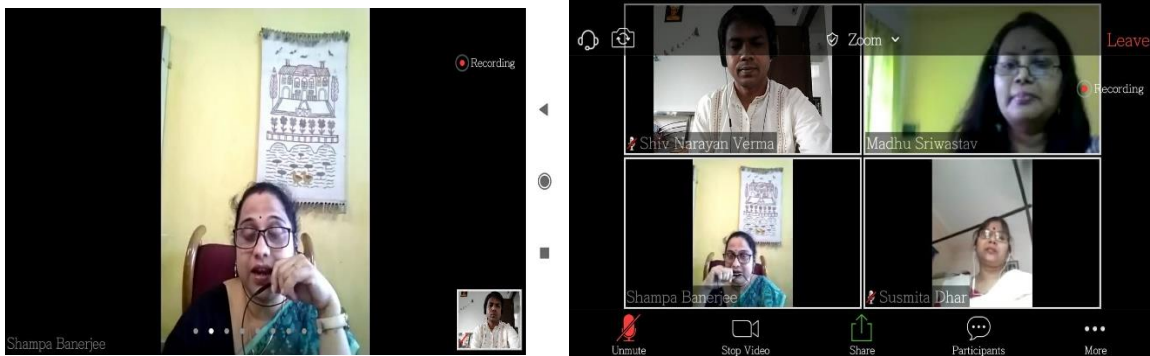 Recording
Shampa Banerjee
Zoom
Leave
Recording
Shiv Narayan Verma
Madhu Sriwastav
Shampa Banerjee
Susmita Dhar
Unmute
Stop Video
Share
Participants
More